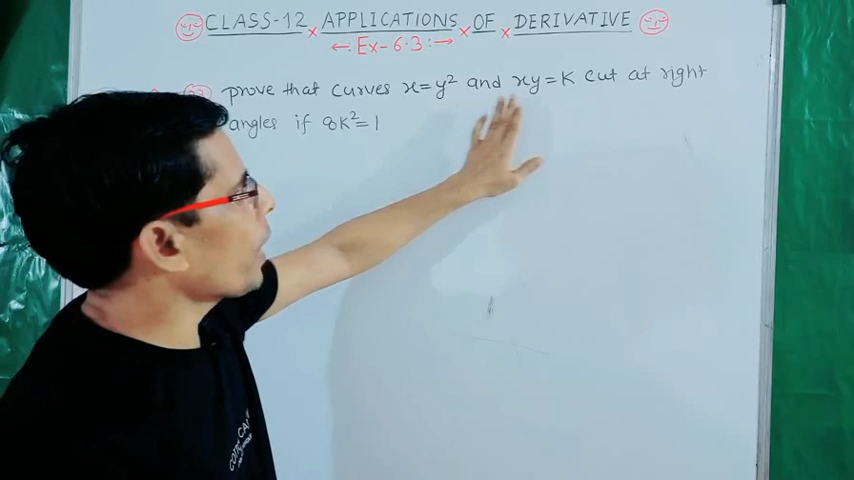 CLASS-12 × APPLICATIONS × OF × DERIVATIVE
←: Ex-6.3 :→
prove that curves x=y² and xy=K cut at right
angles if 8K²=1